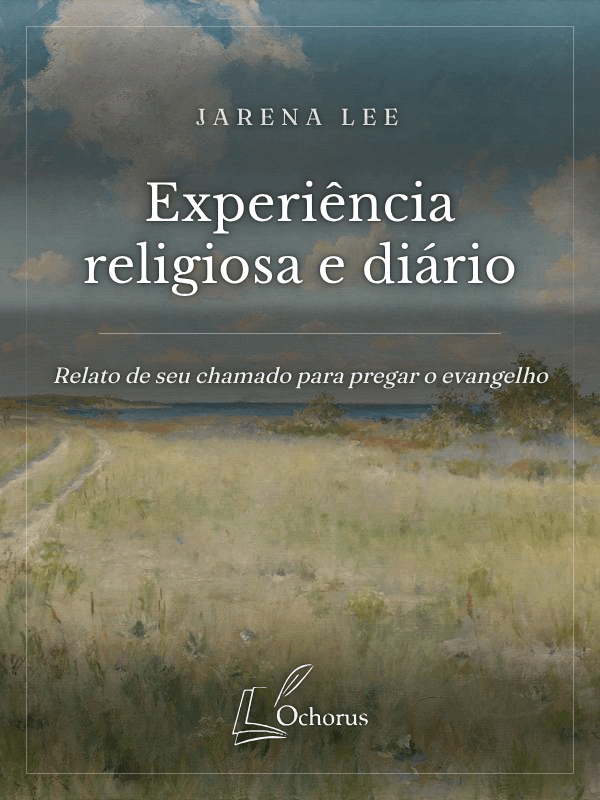 JARENA LEE
Experiência
religiosa e diário
Relato de seu chamado para pregar o evangelho
Ochorus